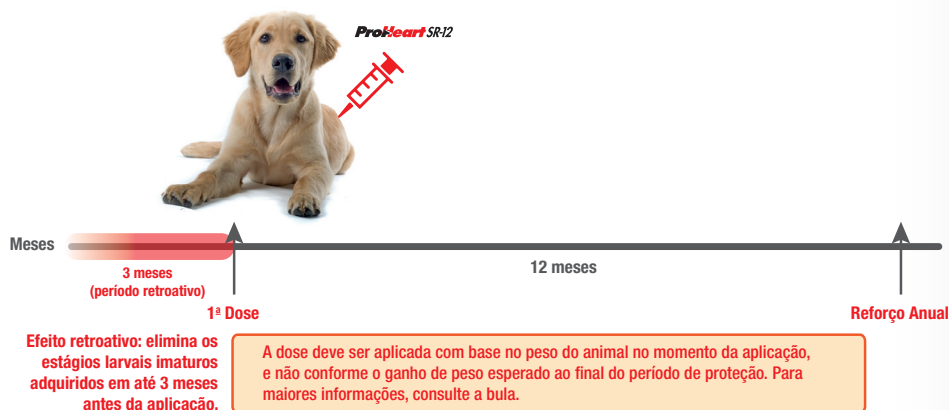 ProHeart SR-12
Meses
3 meses
(período retroativo)
12 meses
1ª Dose
Reforço Anual
Efeito retroativo: elimina os
estágios larvais imaturos
adquiridos em até 3 meses
antes da aplicação.
A dose deve ser aplicada com base no peso do animal no momento da aplicação,
e não conforme o ganho de peso esperado ao final do período de proteção. Para
maiores informações, consulte a bula.